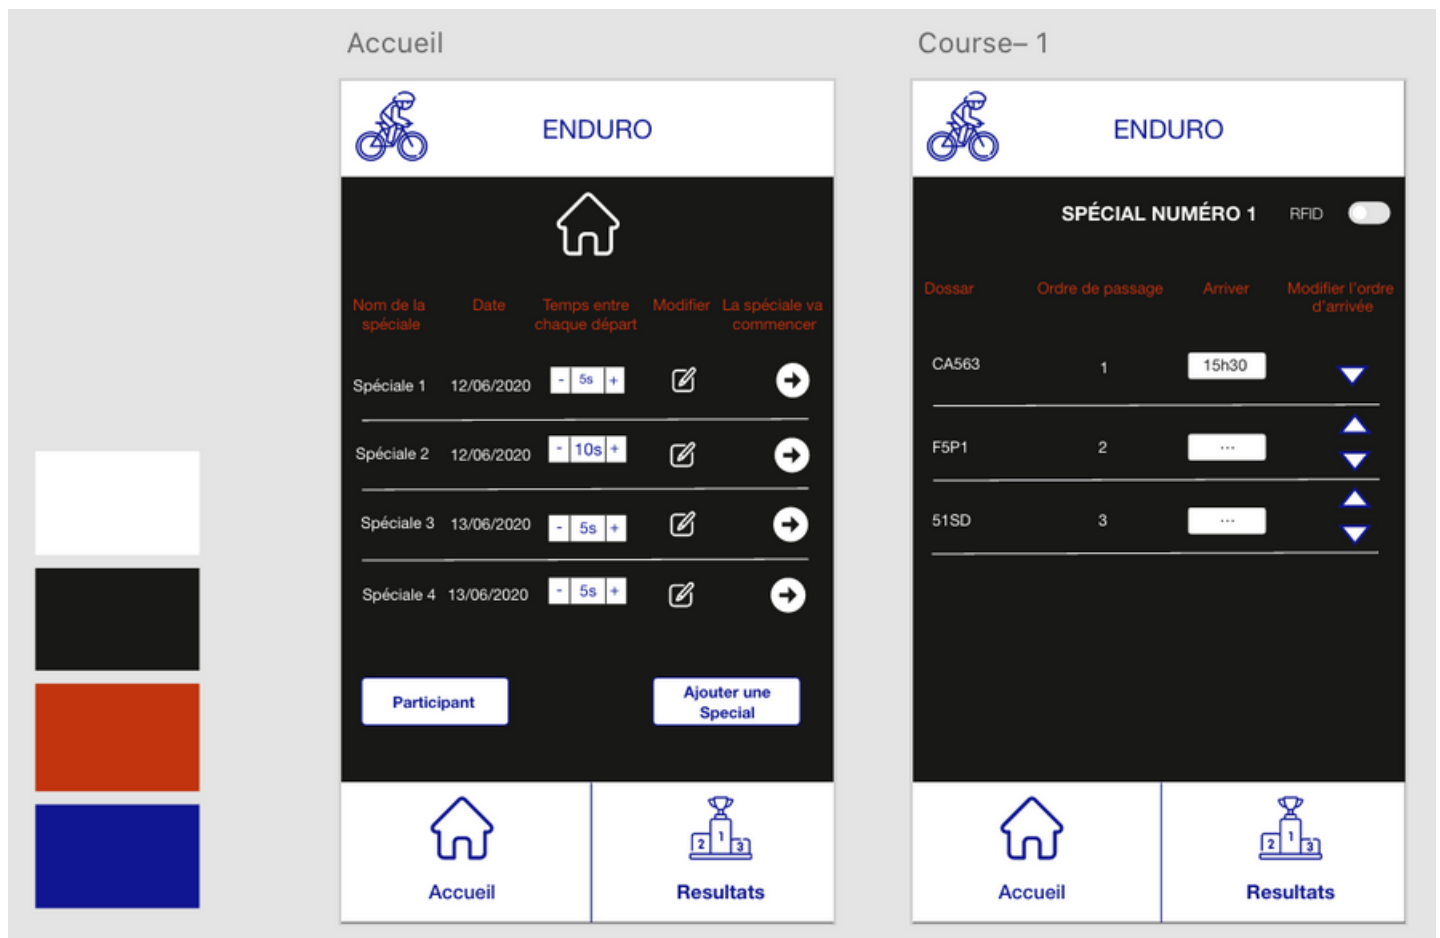 Accueil
ENDURO
Nom de la spéciale
Date
Temps entre chaque départ
Modifier
La spéciale va commencer
Spéciale 1 12/06/2020 - 5s +
Spéciale 2 12/06/2020 - 10s +
Spéciale 3 13/06/2020 - 5s +
Spéciale 4 13/06/2020 - 5s +
Participant
Ajouter une
Special
Accueil
2 1 3
Resultats
Course– 1
ENDURO
SPÉCIAL NUMÉRO 1 RFID
Dossar
Ordre de passage
Arriver
Modifier l'ordre d'arrivée
CA563 1 15h30
F5P1 2 ...
51SD 3 ...
Accueil
2 1 3
Resultats